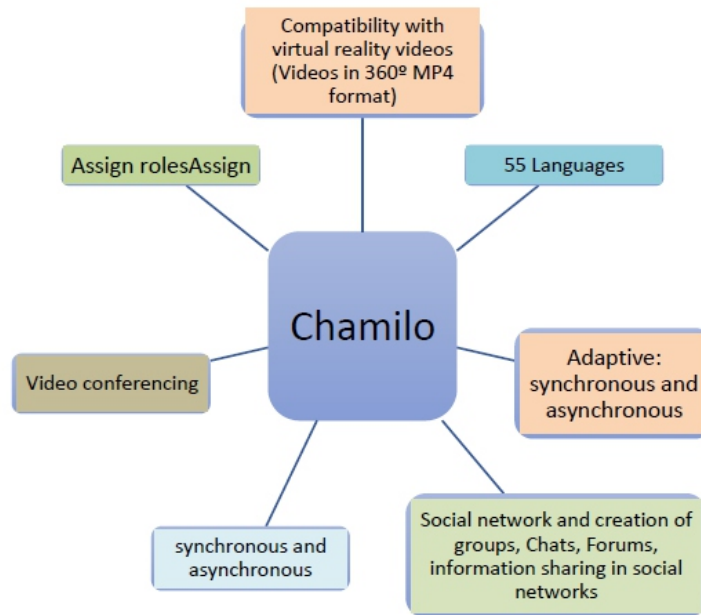 Compatibility with
virtual reality videos
(Videos in 360º MP4
format)
Assign rolesAssign
55 Languages
Chamilo
Video conferencing
Adaptive:
synchronous and
asynchronous
synchronous and
asynchronous
Social network and creation of
groups, Chats, Forums,
information sharing in social
networks